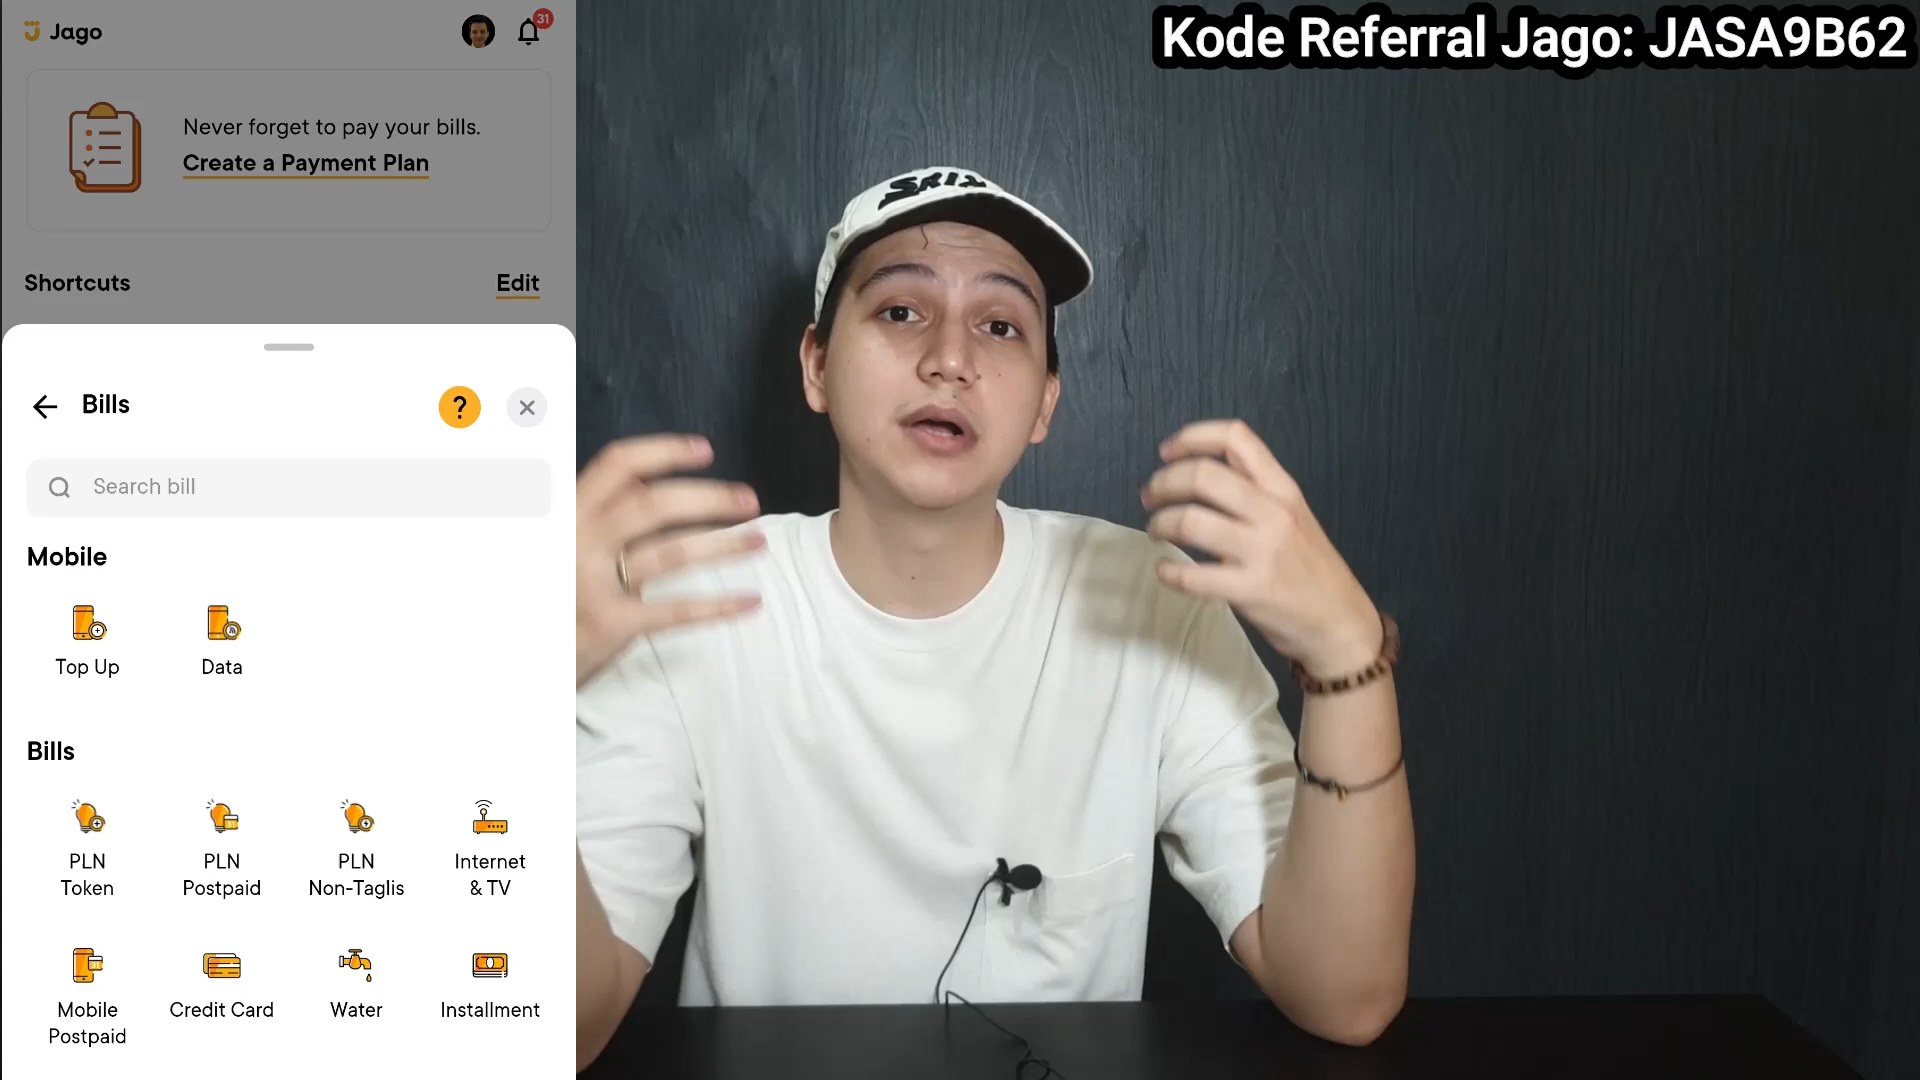 Jago
31
Kode Referral Jago: JASA9B62
Never forget to pay your bills.
Create a Payment Plan
Shortcuts
Edit
Bills
?
Search bill
Mobile
Top Up
Data
Bills
PLN
Token
PLN
Postpaid
PLN
Non-Taglis
Internet
& TV
Mobile
Postpaid
Credit Card
Water
Installment